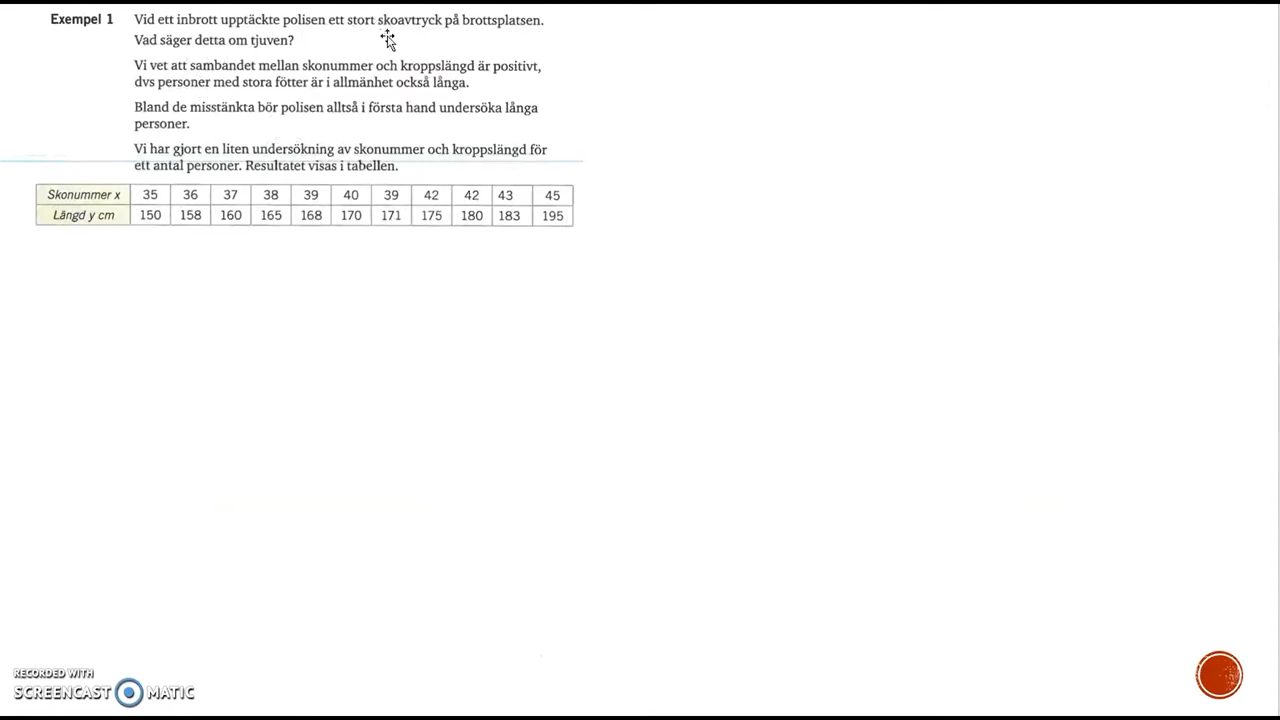 Exempel 1 Vid ett inbrott upptäckte polisen ett stort skoavtryck på brottsplatsen.
Vad säger detta om tjuven?
Vi vet att sambandet mellan skonummer och kroppslängd är positivt,
dvs personer med stora fötter är i allmänhet också långa.
Bland de misstänkta bör polisen alltså i första hand undersöka långa
personer.
Vi har gjort en liten undersökning av skonummer och kroppslängd för
ett antal personer. Resultatet visas i tabellen.
Skonummer x 35 36 37 38 39 40 39 42 42 43 45
Längd y cm 150 158 160 165 168 170 171 175 180 183 195
RECORDED WITH
SCREENCAST MATIC